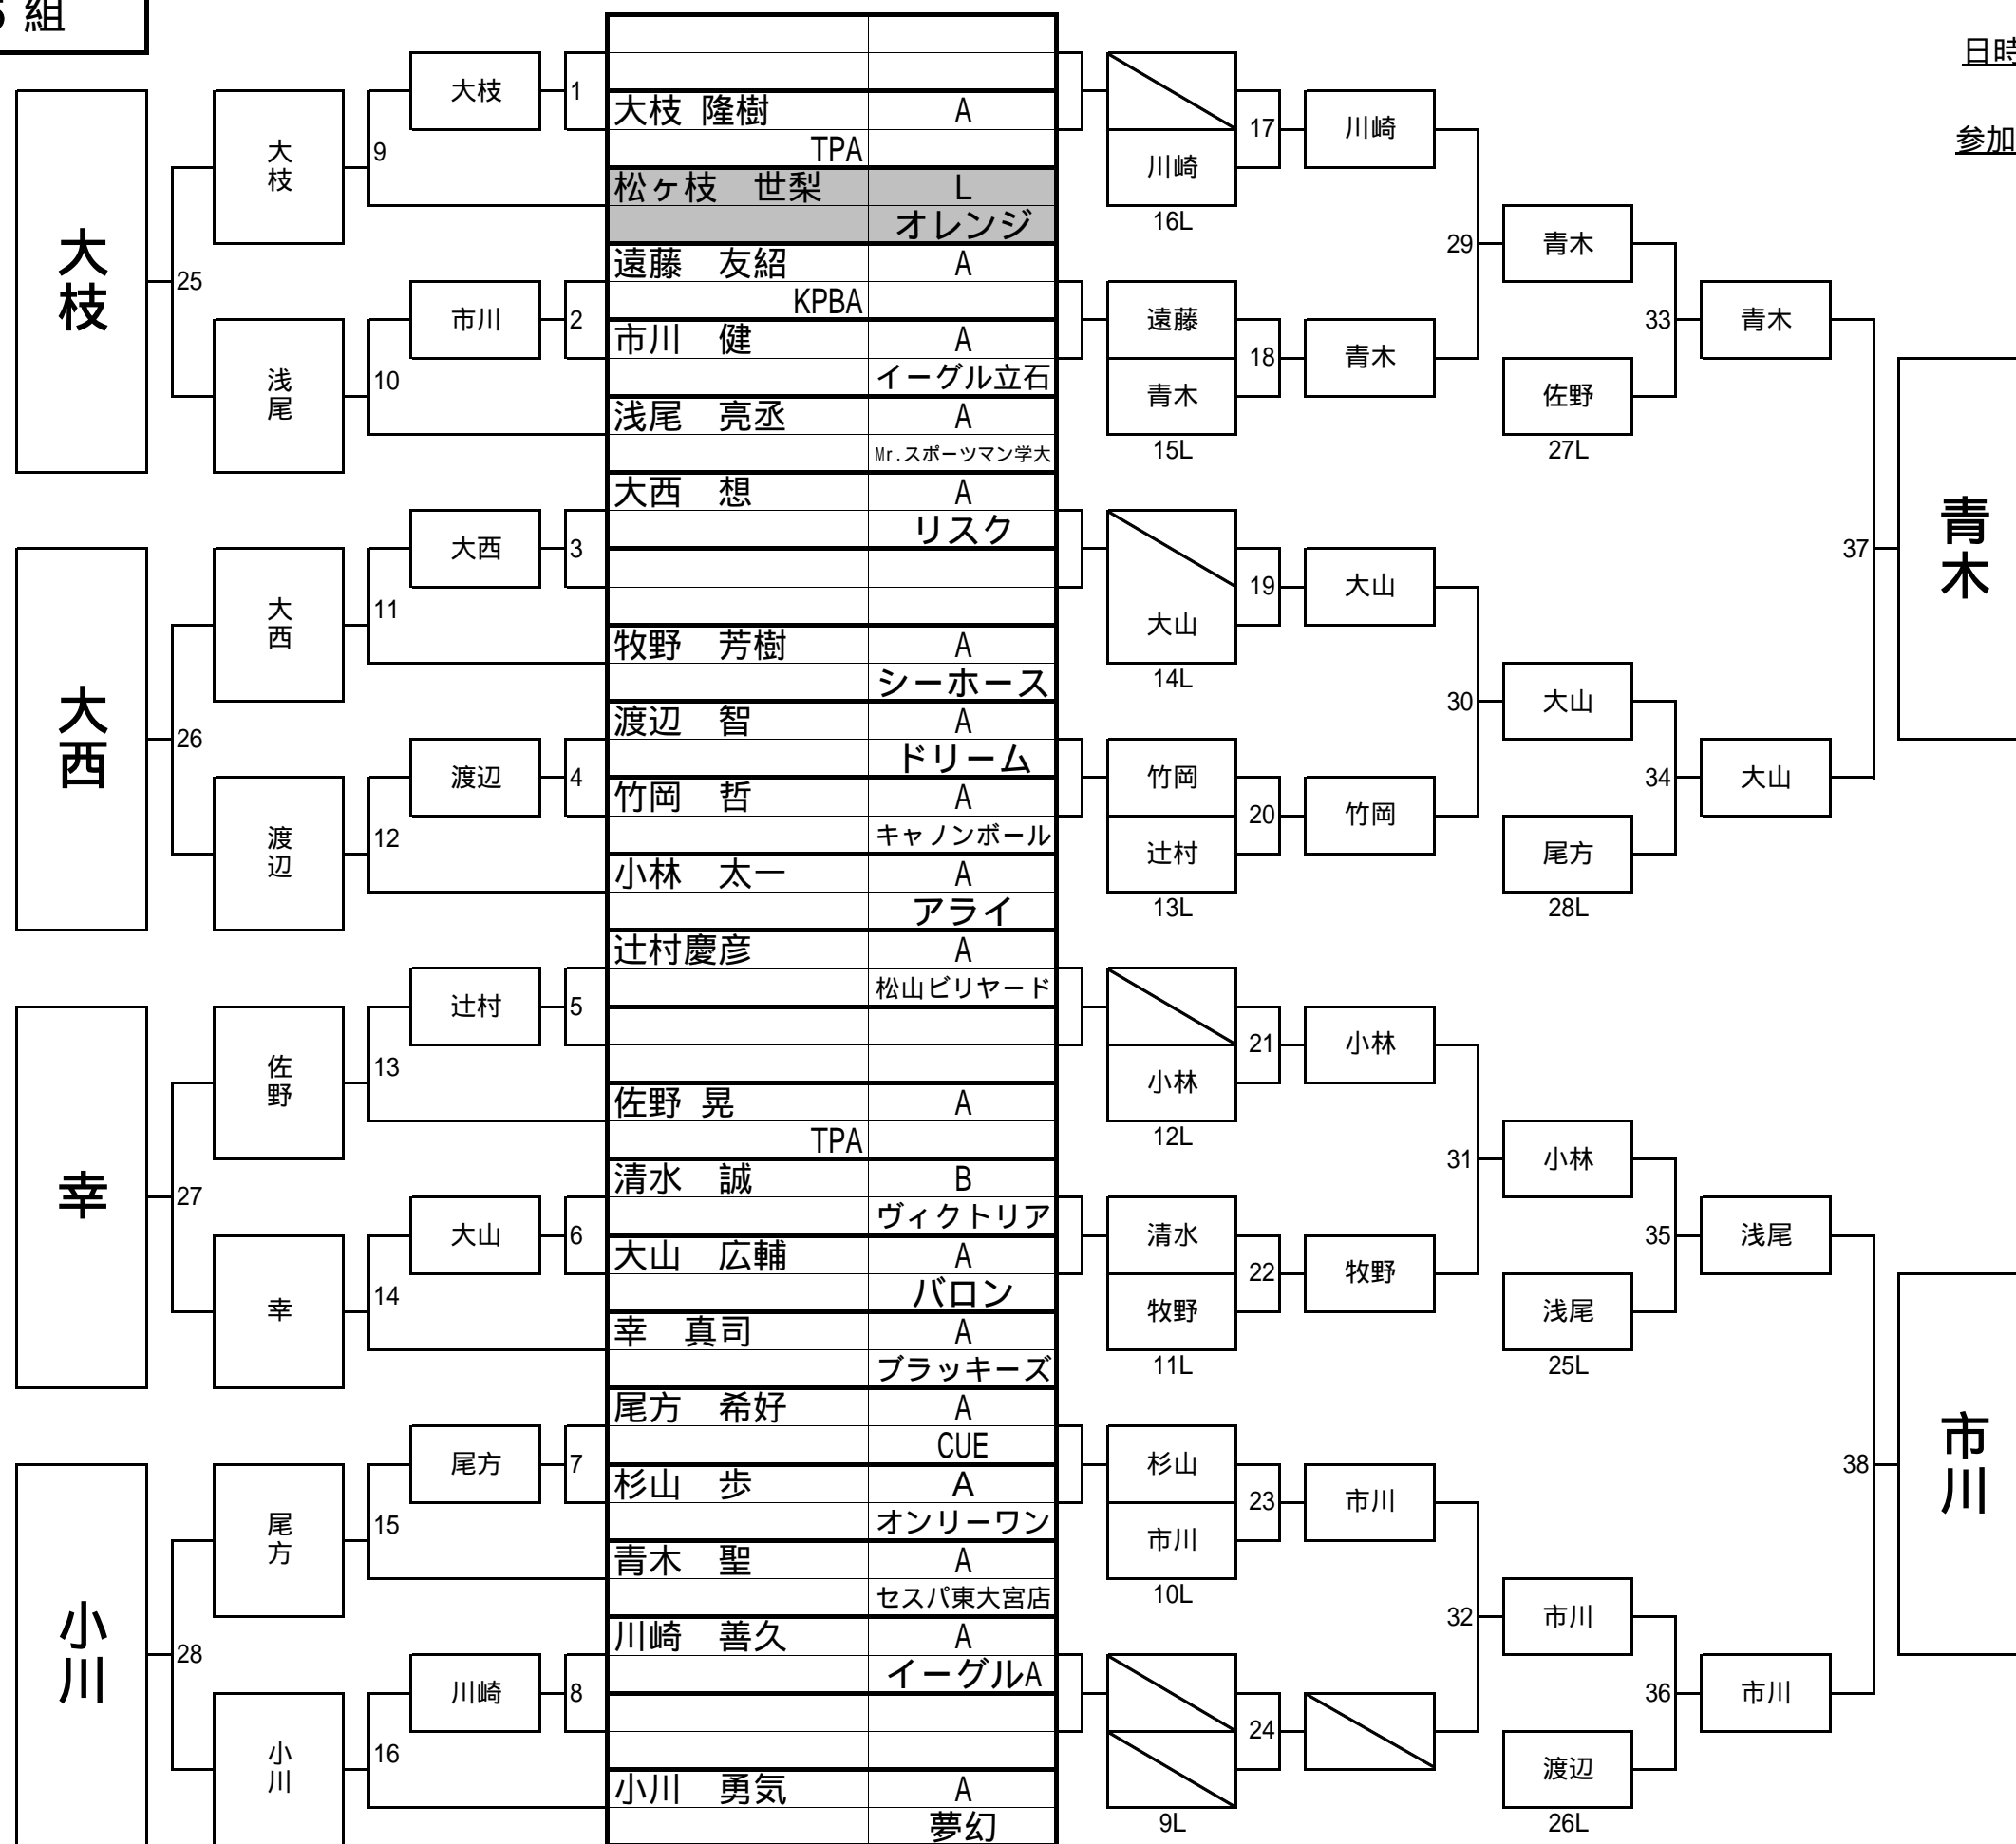 組
日時
参加
大枝
大西
幸
小川
25
26
27
28
大枝
浅尾
大西
渡辺
佐野
幸
尾方
小川
9
10
11
12
13
14
15
16
大枝
市川
大西
渡辺
辻村
大山
尾方
川崎
1
2
3
4
5
6
7
8
大枝 隆樹 A
TPA
松ヶ枝 世梨 L
オレンジ
遠藤 友紹 A
KPBA
市川 健 A
イーグル立石
浅尾 亮丞 A
Mr.スポーツマン学大
大西 想 A
リスク
牧野 芳樹 A
シーホース
渡辺 智 A
ドリーム
竹岡 哲 A
キャノンボール
小林 太一 A
アライ
辻村慶彦 A
松山ビリヤード
佐野 晃 A
TPA
清水 誠 B
ヴィクトリア
大山 広輔 A
バロン
幸 真司 A
ブラッキーズ
尾方 希好 A
CUE
杉山 歩 A
オンリーワン
青木 聖 A
セスパ東大宮店
川崎 善久 A
イーグルA
小川 勇気 A
夢幻
川崎
16L
遠藤
青木
15L
大山
14L
竹岡
辻村
13L
小林
12L
清水
牧野
11L
杉山
市川
10L
9L
17
18
19
20
21
22
23
24
川崎
青木
大山
竹岡
小林
牧野
市川
29
30
31
32
青木
佐野
27L
大山
尾方
28L
小林
浅尾
25L
市川
渡辺
26L
33
34
35
36
青木
大山
浅尾
市川
37
38
青木
市川